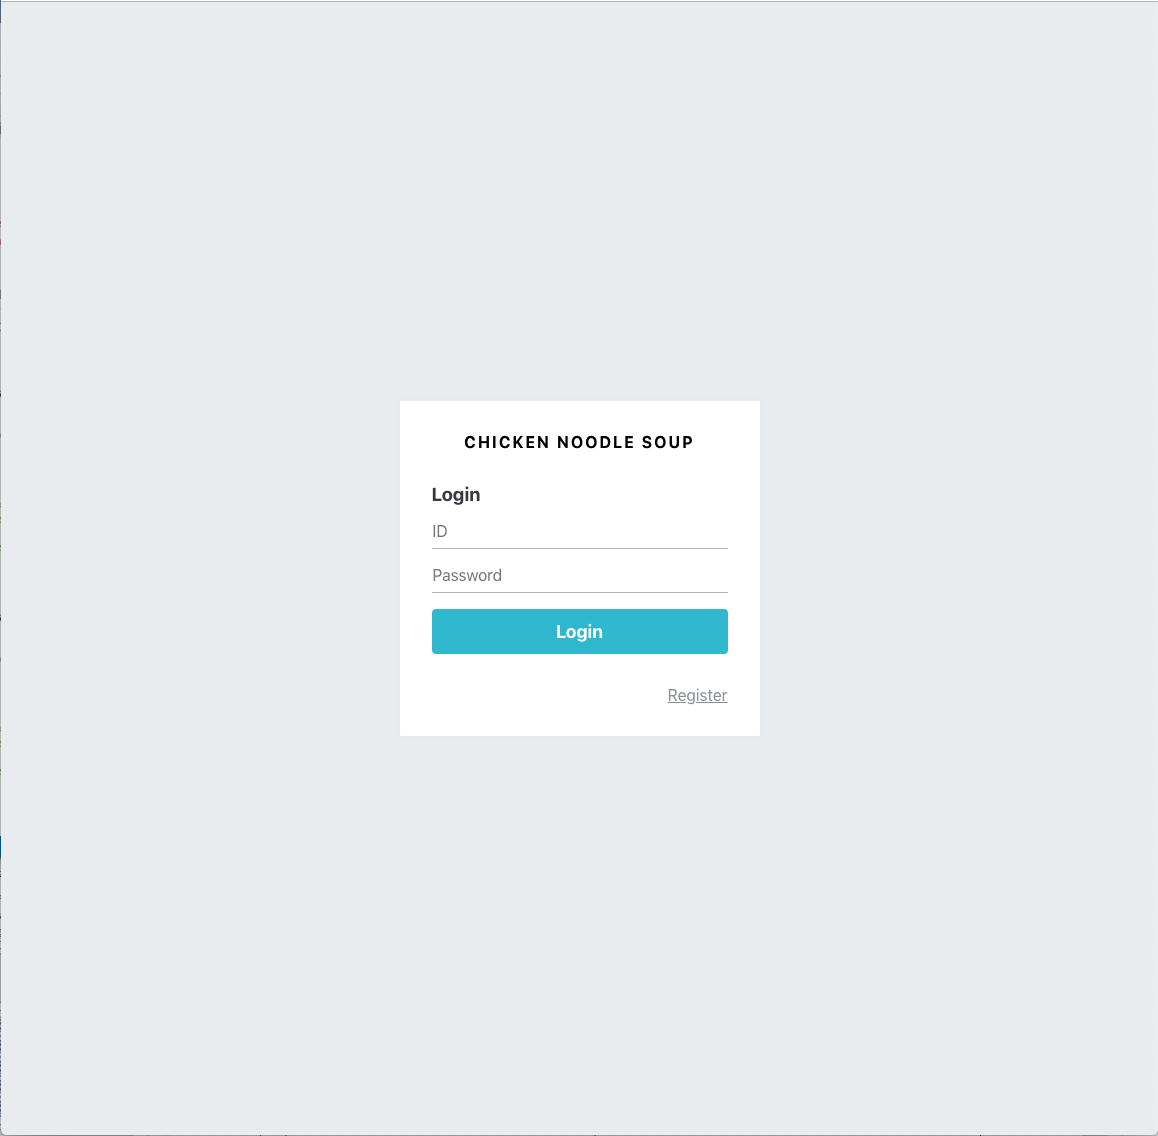 CHICKEN NOODLE SOUP
Login
ID
Password
Login
Register